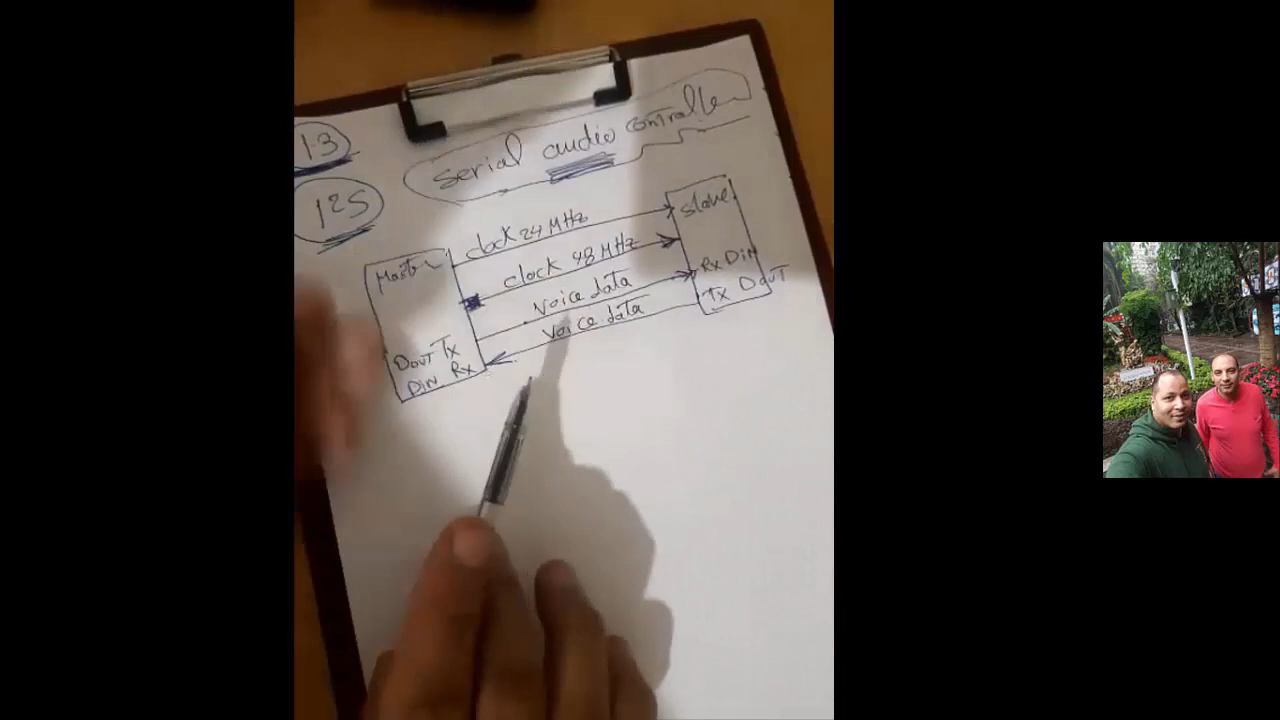 13
serial audio controller
I2S
clock 24 MHz
slave
clock 48 MHz
Master
voice data
Rx DIN
voice data
Tx DOUT
DOUT Tx
DIN Rx